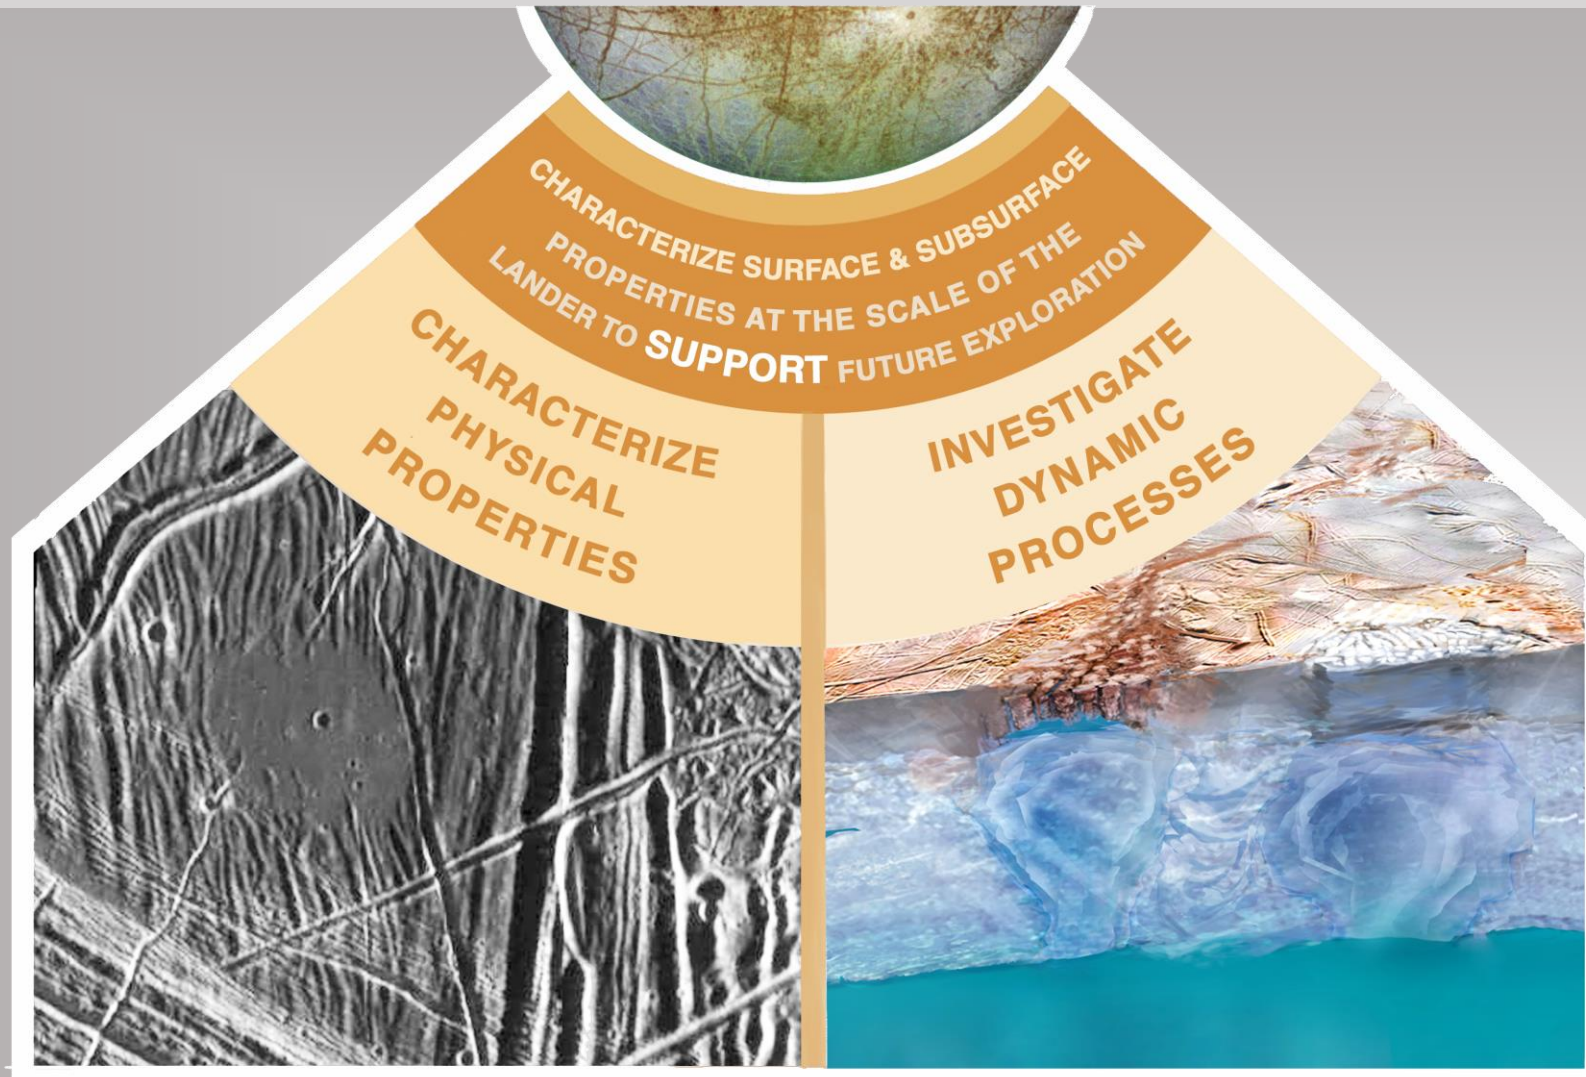 CHARACTERIZE SURFACE & SUBSURFACE
PROPERTIES AT THE SCALE OF THE
LANDER TO SUPPORT FUTURE EXPLORATION
CHARACTERIZE
PHYSICAL
PROPERTIES
INVESTIGATE
DYNAMIC
PROCESSES